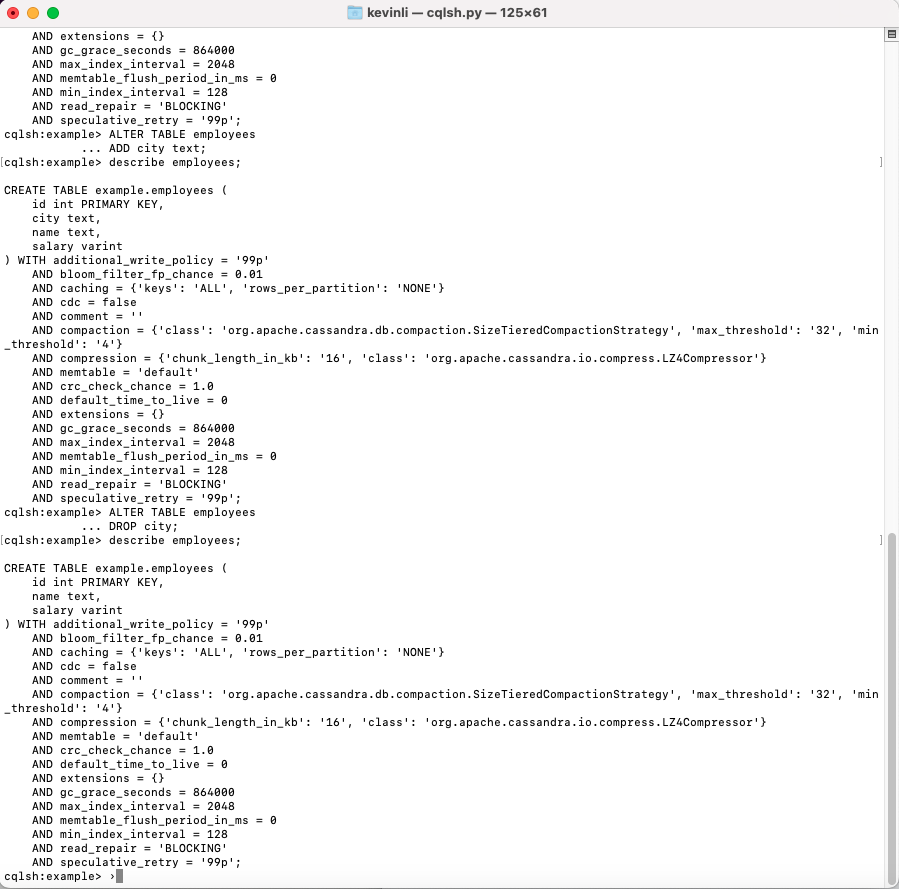 kevinli — cqlsh.py — 125×61
    AND extensions = {}
    AND gc_grace_seconds = 864000
    AND max_index_interval = 2048
    AND memtable_flush_period_in_ms = 0
    AND min_index_interval = 128
    AND read_repair = 'BLOCKING'
    AND speculative_retry = '99p';
cqlsh:example> ALTER TABLE employees
           ... ADD city text;
[cqlsh:example> describe employees; ]

CREATE TABLE example.employees (
    id int PRIMARY KEY,
    city text,
    name text,
    salary varint
) WITH additional_write_policy = '99p'
    AND bloom_filter_fp_chance = 0.01
    AND caching = {'keys': 'ALL', 'rows_per_partition': 'NONE'}
    AND cdc = false
    AND comment = ''
    AND compaction = {'class': 'org.apache.cassandra.db.compaction.SizeTieredCompactionStrategy', 'max_threshold': '32', 'min
_threshold': '4'}
    AND compression = {'chunk_length_in_kb': '16', 'class': 'org.apache.cassandra.io.compress.LZ4Compressor'}
    AND memtable = 'default'
    AND crc_check_chance = 1.0
    AND default_time_to_live = 0
    AND extensions = {}
    AND gc_grace_seconds = 864000
    AND max_index_interval = 2048
    AND memtable_flush_period_in_ms = 0
    AND min_index_interval = 128
    AND read_repair = 'BLOCKING'
    AND speculative_retry = '99p';
cqlsh:example> ALTER TABLE employees
           ... DROP city;
[cqlsh:example> describe employees; ]

CREATE TABLE example.employees (
    id int PRIMARY KEY,
    name text,
    salary varint
) WITH additional_write_policy = '99p'
    AND bloom_filter_fp_chance = 0.01
    AND caching = {'keys': 'ALL', 'rows_per_partition': 'NONE'}
    AND cdc = false
    AND comment = ''
    AND compaction = {'class': 'org.apache.cassandra.db.compaction.SizeTieredCompactionStrategy', 'max_threshold': '32', 'min
_threshold': '4'}
    AND compression = {'chunk_length_in_kb': '16', 'class': 'org.apache.cassandra.io.compress.LZ4Compressor'}
    AND memtable = 'default'
    AND crc_check_chance = 1.0
    AND default_time_to_live = 0
    AND extensions = {}
    AND gc_grace_seconds = 864000
    AND max_index_interval = 2048
    AND memtable_flush_period_in_ms = 0
    AND min_index_interval = 128
    AND read_repair = 'BLOCKING'
    AND speculative_retry = '99p';
cqlsh:example> ›